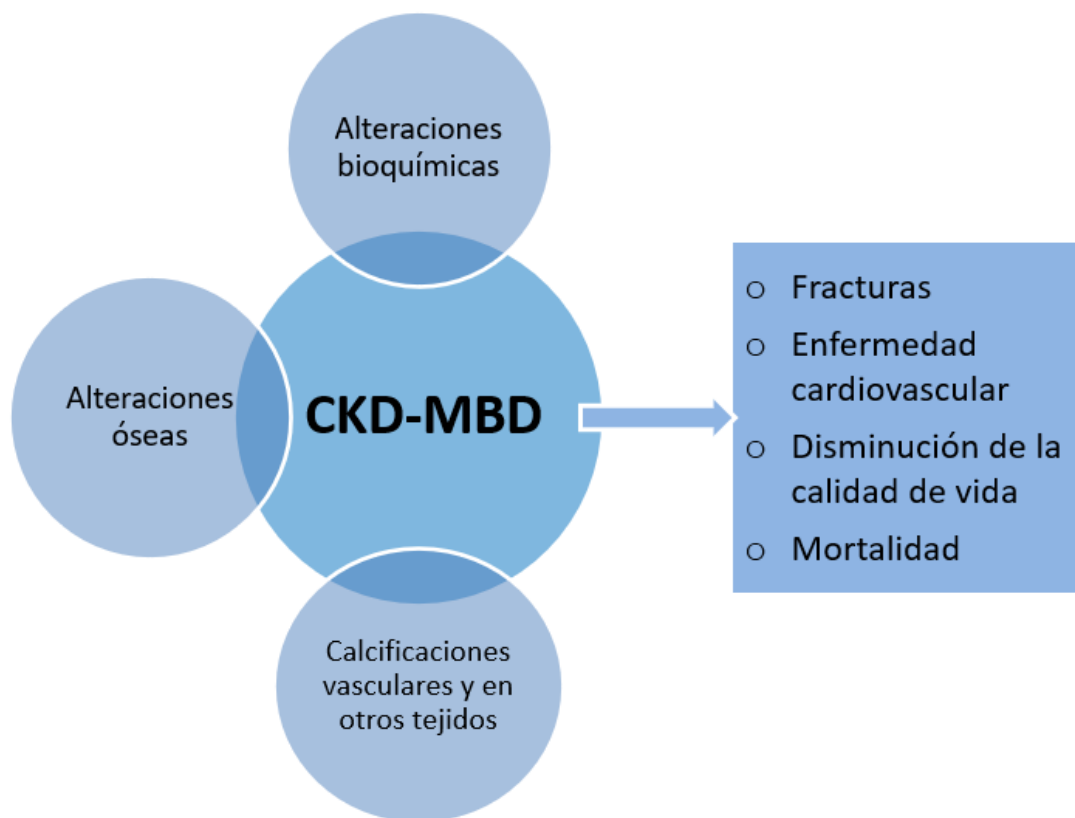 Alteraciones
bioquímicas
Alteraciones
óseas
CKD-MBD
Calcificaciones
vasculares y en
otros tejidos
o Fracturas
o Enfermedad
cardiovascular
o Disminución de la
calidad de vida
o Mortalidad